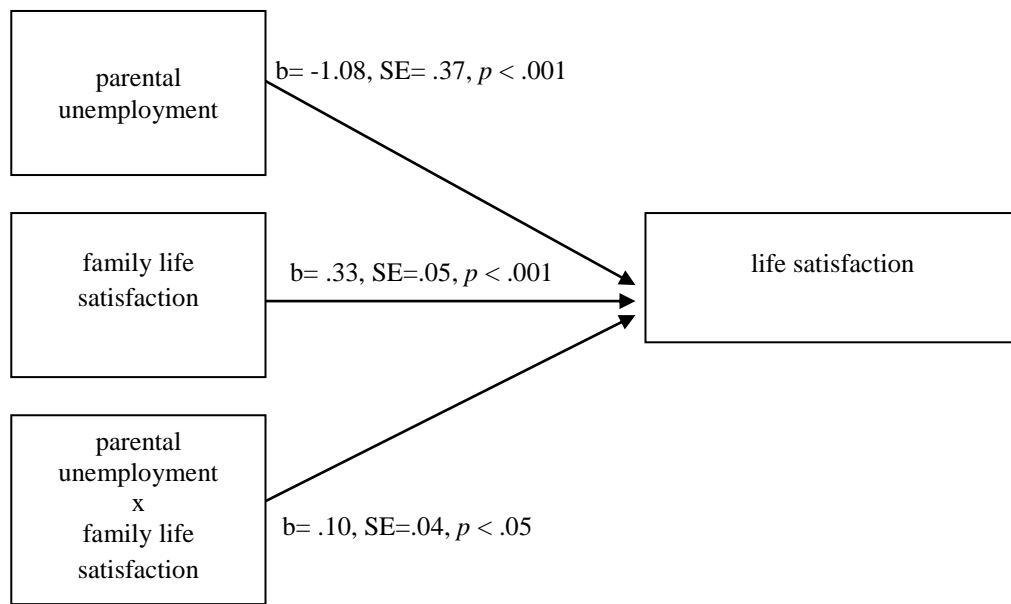 parental
unemployment
b= -1.08, SE= .37, p < .001
family life
satisfaction
b= .33, SE=.05, p < .001
life satisfaction
parental
unemployment
x
family life
satisfaction
b= .10, SE=.04, p < .05